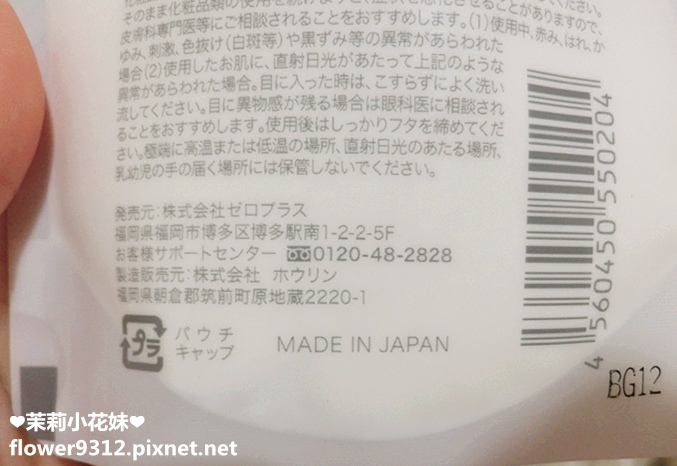 そのまま化粧品類の使用を続けますと、症状を悪化させることがありますので、
皮膚科専門医等にご相談されることをおすすめします。(1)使用中、赤み、はれ、か
ゆみ、刺激、色抜け(白斑等)や黒ずみ等の異常があらわれた
場合(2)使用したお肌に、直射日光があたって上記のような
異常があらわれた場合。目に入った時は、こすらずによく洗い
流してください。目に異物感が残る場合は眼科医に相談され
ることをおすすめします。使用後はしっかりフタを締めてくだ
さい。極端に高温または低温の場所、直射日光のあたる場所、
乳幼児の手の届く場所には保管しないでください。
発売元:株式会社ゼロプラス
福岡県福岡市博多区博多駅南1-2-2-5F
お客様サポートセンター 0120-48-2828
製造販売元:株式会社 ホウリン
福岡県朝倉郡筑前町原地蔵2220-1
プラ
パウチ
キャップ
MADE IN JAPAN
4 560450 550204
BG12
❤茉莉小花妹❤
flower9312.pixnet.net